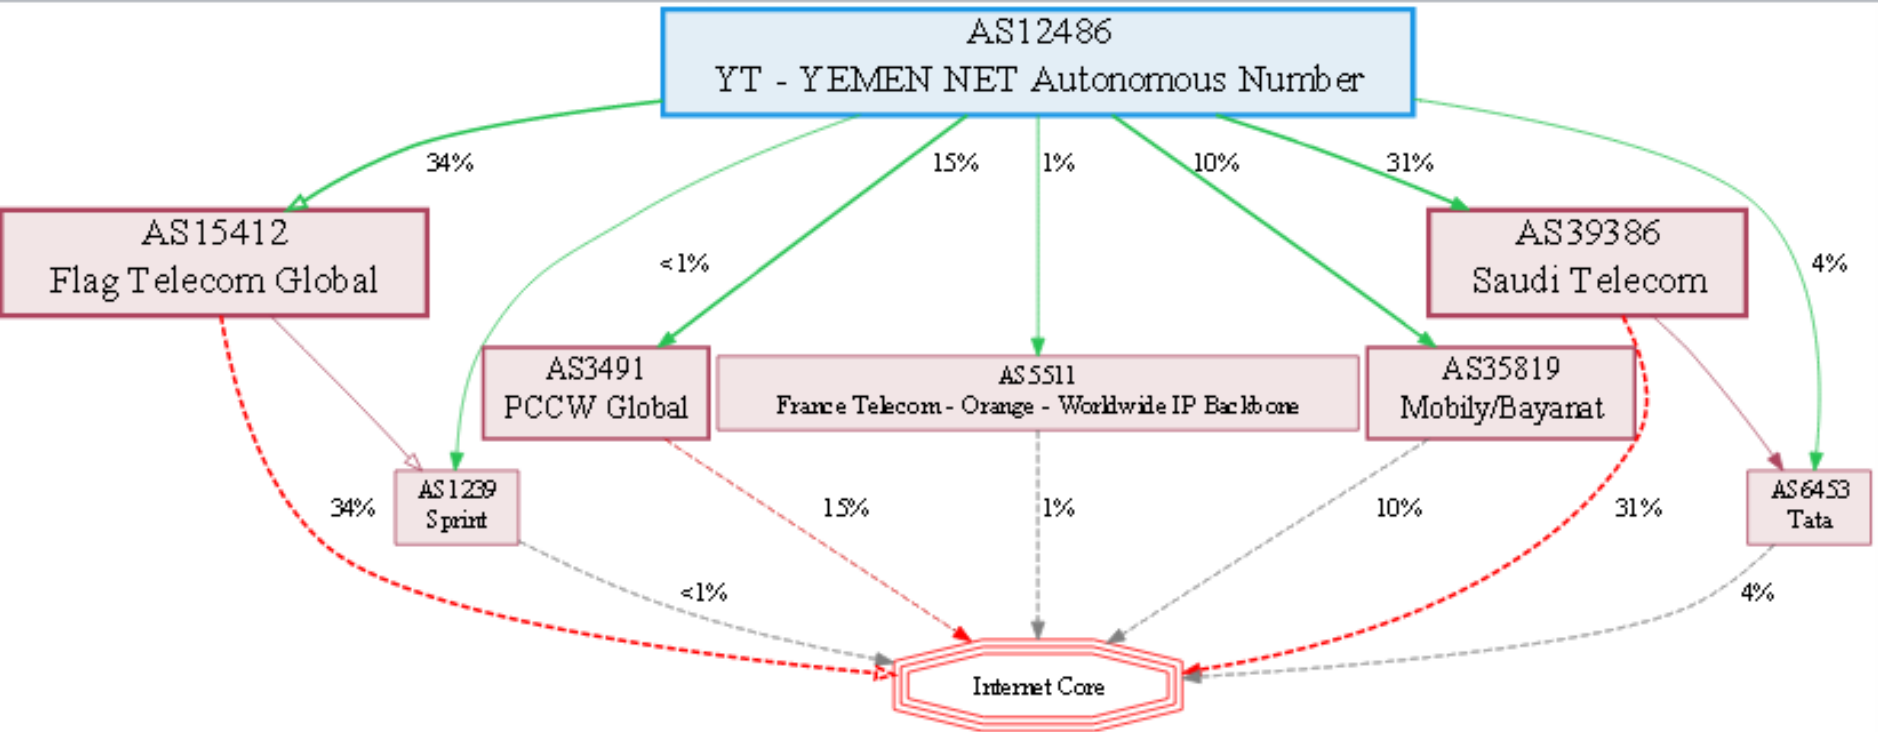 AS12486
YT - YEMEN NET Autonomous Number
34%
15%
1%
10%
31%
AS15412
Flag Telecom Global
<1%
AS39386
Saudi Telecom
4%
AS3491
PCCW Global
AS5511
France Telecom - Orange - Worldwide IP Backbone
AS35819
Mobily/Bayanat
AS1239
Sprint
AS6453
Tata
34%
15%
1%
10%
31%
<1%
4%
Internet Core